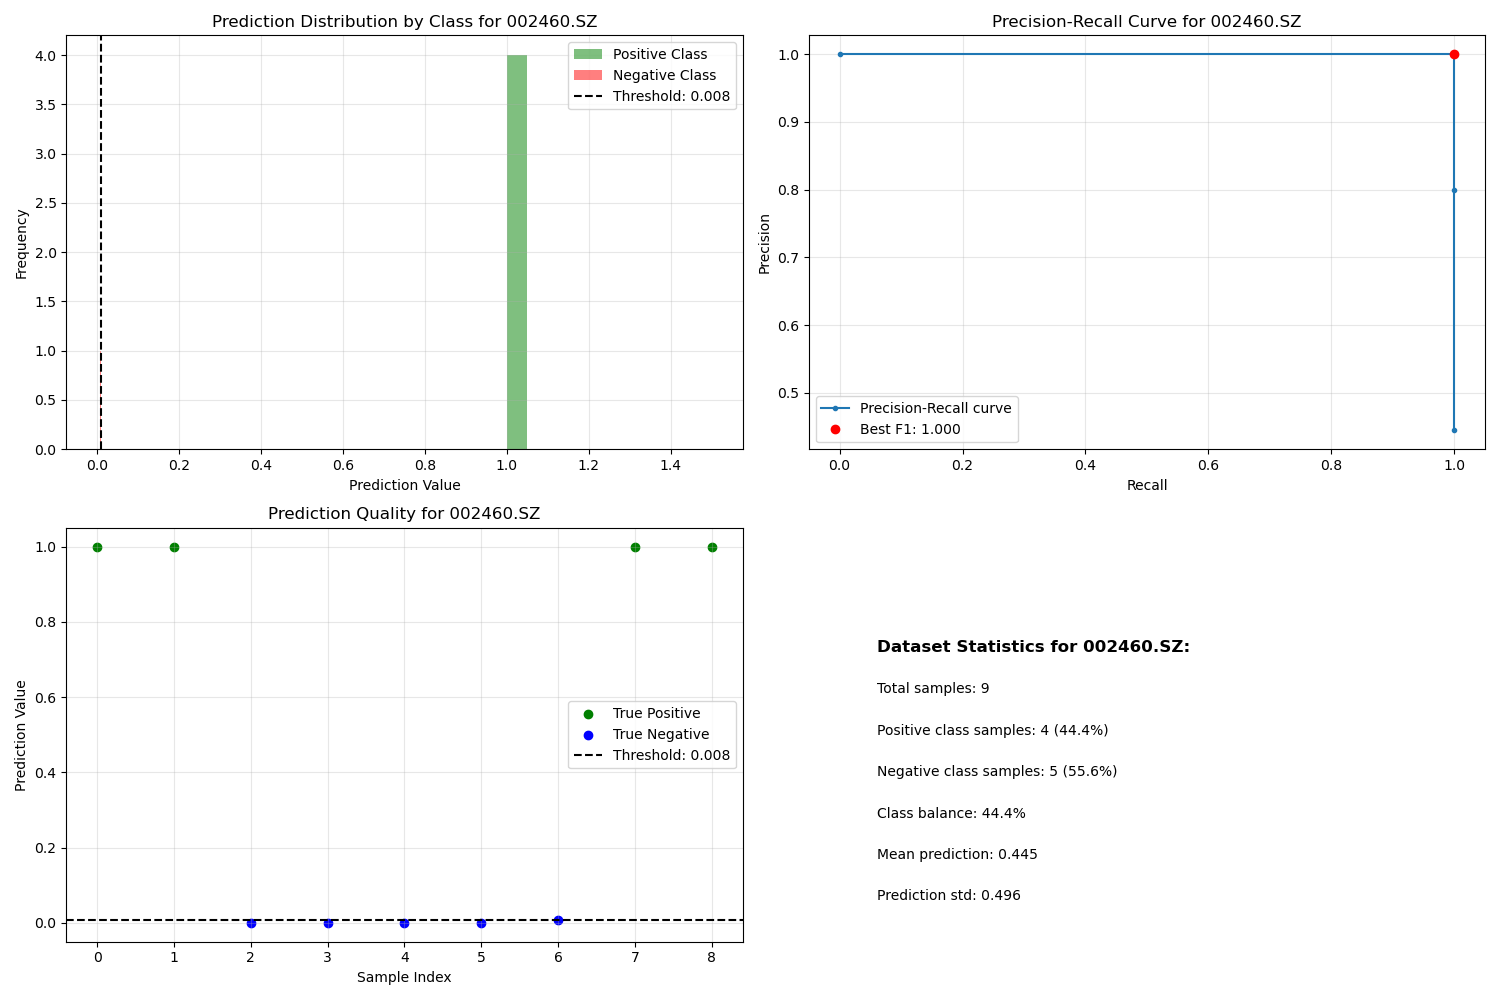 Prediction Distribution by Class for 002460.SZ
4.0
3.5
3.0
2.5
2.0
1.5
1.0
0.5
0.0
Frequency
Positive Class
Negative Class
Threshold: 0.008
0.0 0.2 0.4 0.6 0.8 1.0 1.2 1.4
Prediction Value
Precision-Recall Curve for 002460.SZ
1.0
0.9
0.8
0.7
0.6
0.5
Precision
Precision-Recall curve
Best F1: 1.000
0.0 0.2 0.4 0.6 0.8 1.0
Recall
Prediction Quality for 002460.SZ
1.0
0.8
0.6
0.4
0.2
0.0
Prediction Value
True Positive
True Negative
Threshold: 0.008
0 1 2 3 4 5 6 7 8
Sample Index
Dataset Statistics for 002460.SZ:
Total samples: 9
Positive class samples: 4 (44.4%)
Negative class samples: 5 (55.6%)
Class balance: 44.4%
Mean prediction: 0.445
Prediction std: 0.496